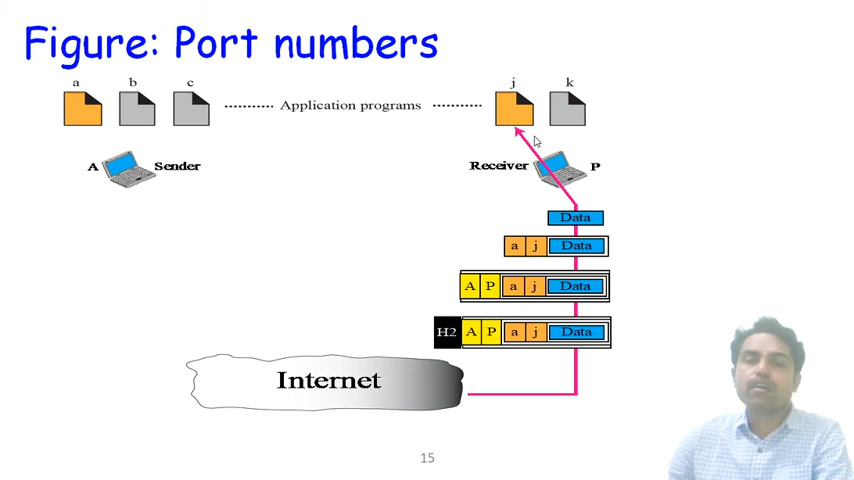 Figure: Port numbers
a b c j k
Application programs
A Sender Receiver P
Data
a j Data
A P a j Data
H2 A P a j Data
Internet
15